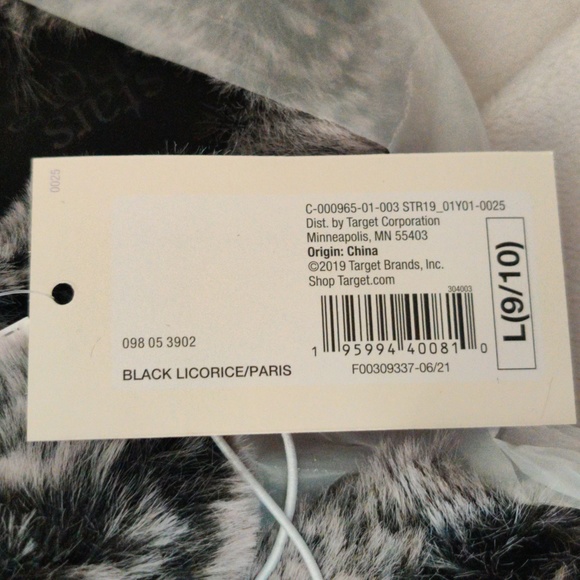 stars
above
0025
C-000965-01-003 STR19_01Y01-0025
Dist. by Target Corporation
Minneapolis, MN 55403
Origin: China
©2019 Target Brands, Inc.
Shop Target.com
304003
1 95994 40081 0
F00309337-06/21
L(9/10)
098 05 3902
BLACK LICORICE/PARIS